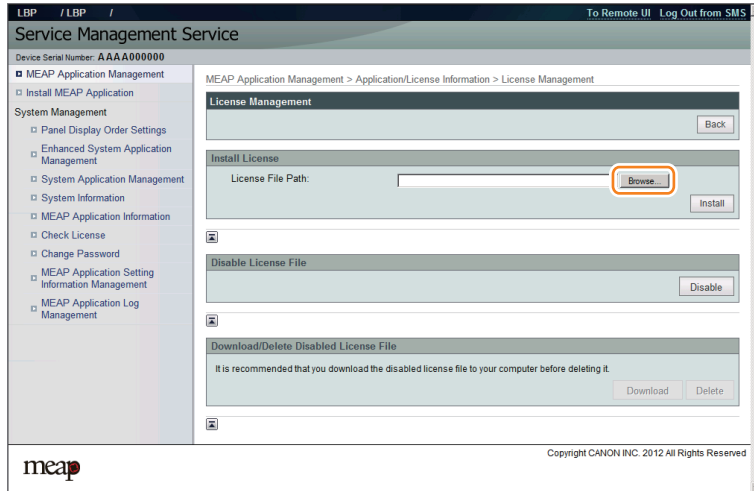 LBP / LBP /
To Remote UI Log Out from SMS
Service Management Service
Device Serial Number: AAAA000000
MEAP Application Management
Install MEAP Application
System Management
Panel Display Order Settings
Enhanced System Application
Management
System Application Management
System Information
MEAP Application Information
Check License
Change Password
MEAP Application Setting
Information Management
MEAP Application Log
Management
MEAP Application Management > Application/License Information > License Management
License Management
Back
Install License
License File Path:
Browse...
Install
Disable License File
Disable
Download/Delete Disabled License File
It is recommended that you download the disabled license file to your computer before deleting it.
Download Delete
Copyright CANON INC. 2012 All Rights Reserved
meap